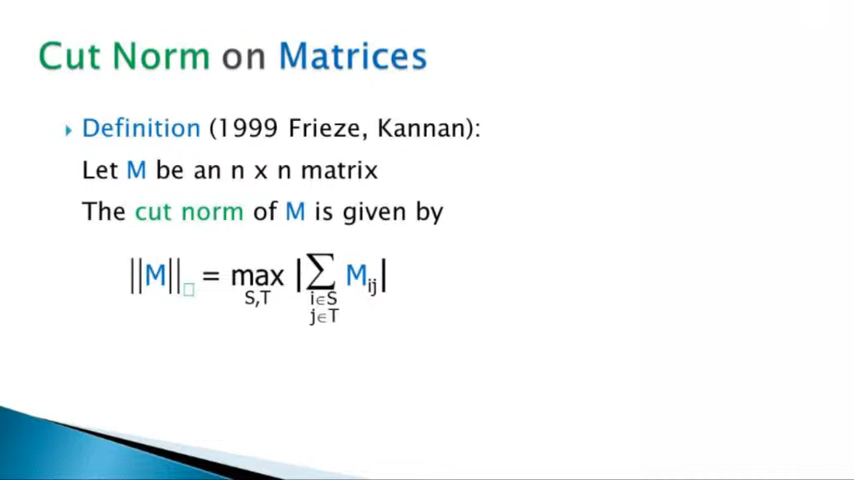 Cut Norm on Matrices
Definition (1999 Frieze, Kannan):
Let M be an n x n matrix
The cut norm of M is given by
||M||□ = max |∑ Mij|
S,T i∈S
j∈T